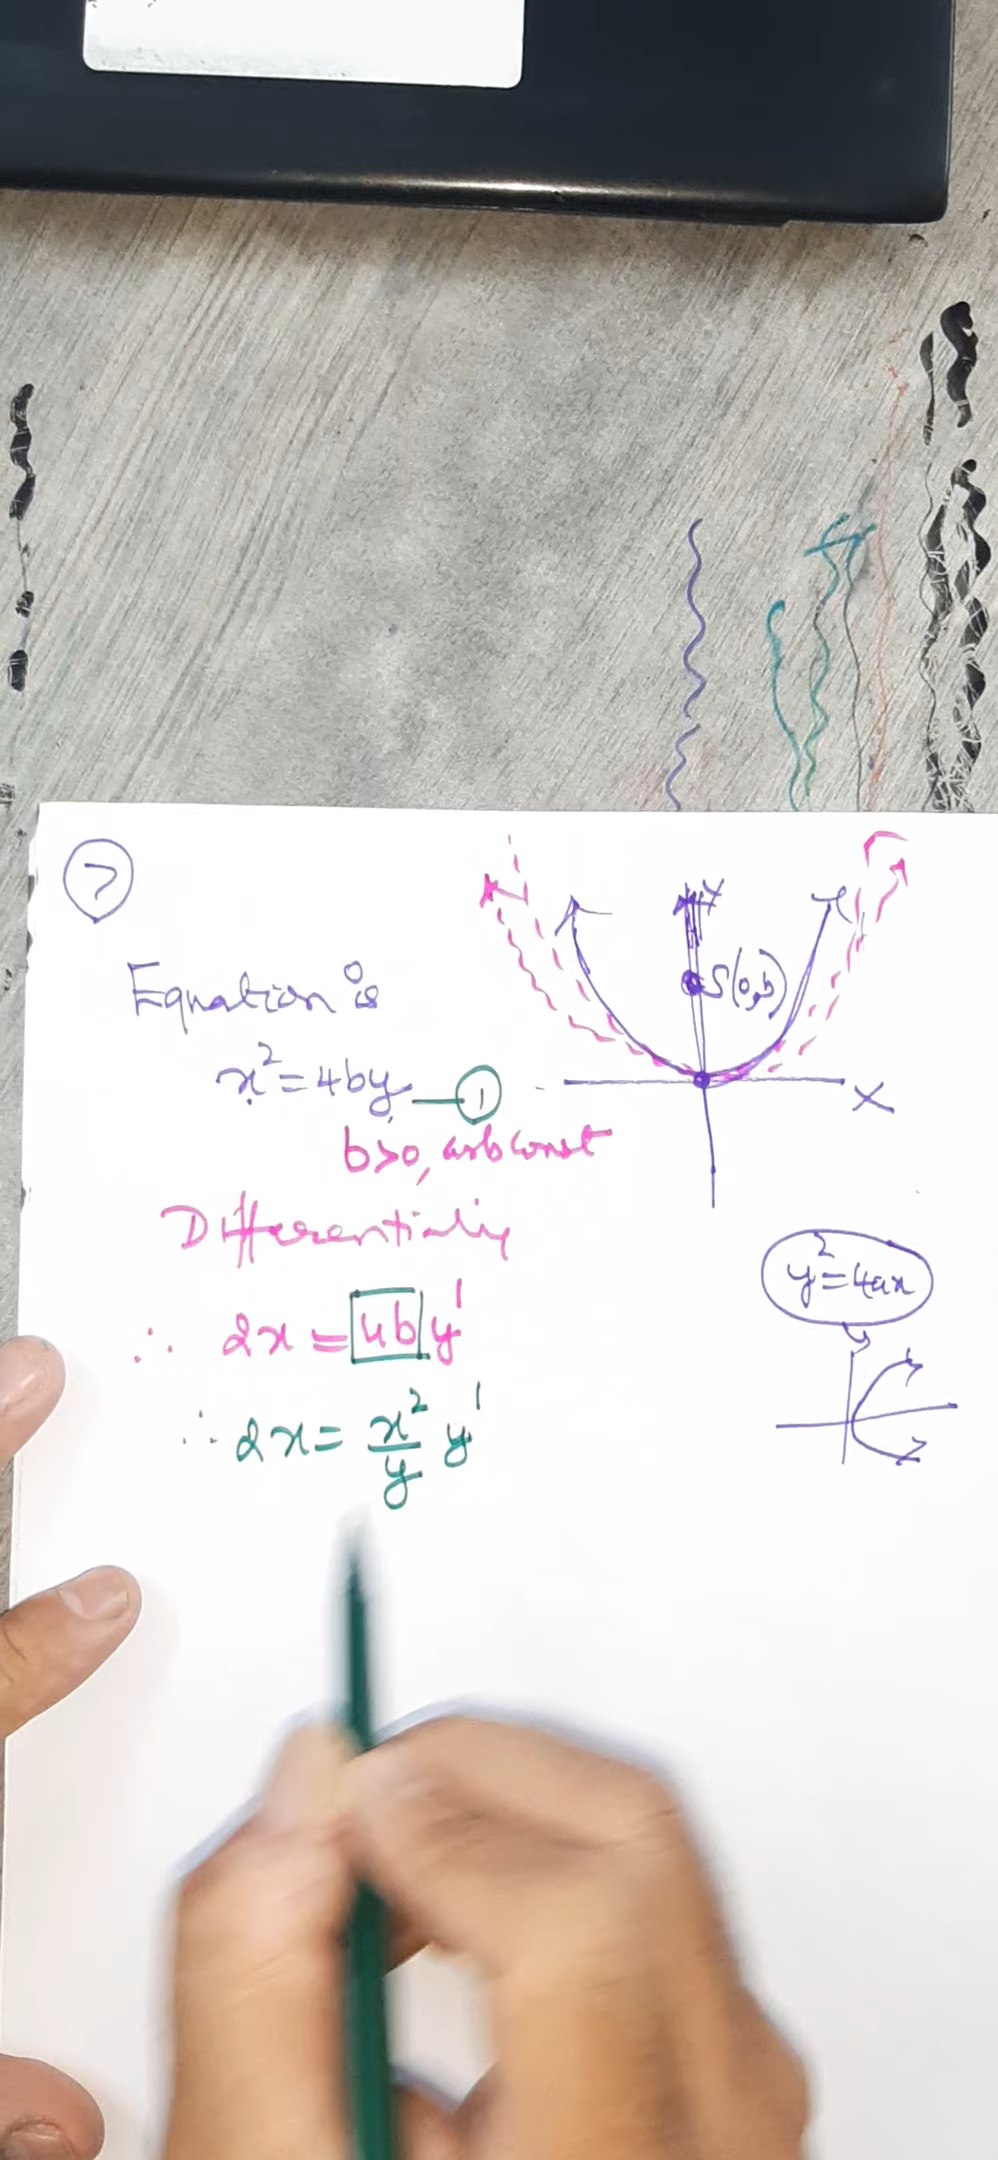 7
Y
S(0,b)
X
Equation is
x² = 4by —①
b>0, arb const
Differentiating
∴ 2x = 4b y'
∴ 2x = x²/y y'
y² = 4ax